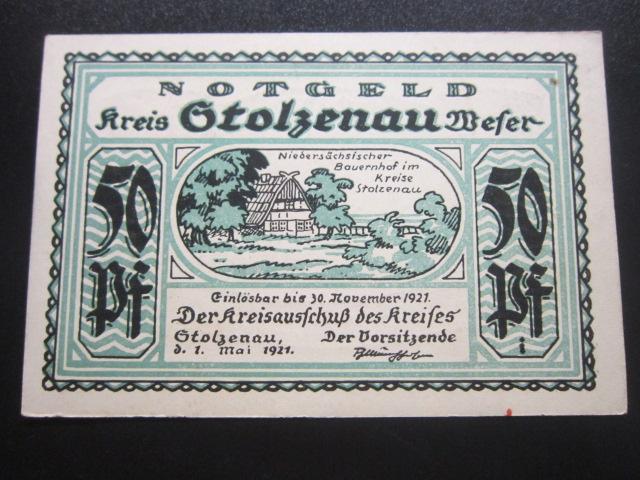 NOTGELD
Kreis Stolzenau Weser
50 Pf
Niedersächsischer
Bauernhof im
Kreise
Stolzenau
50 Pf
i
Einlösbar bis 30. November 1921.
Der Kreisausschuß des Kreises
Stolzenau, Der Vorsitzende
d. 1. Mai 1921.